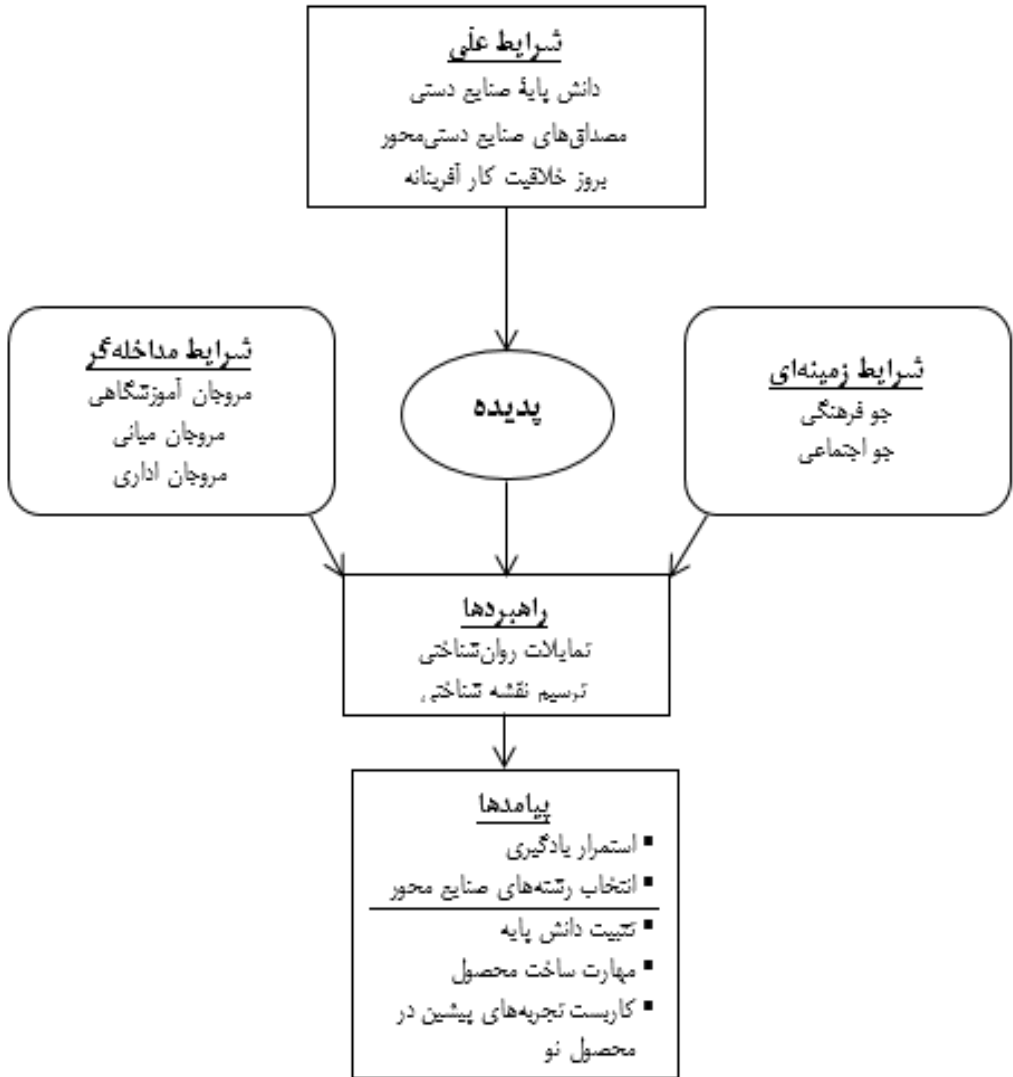 شرایط علّی
دانش پایۀ صنایع دستی
مصداق‌های صنایع دستی‌محور
بروز خلاقیت کار آفرینانه
شرایط زمینه‌ای
جو فرهنگی
جو اجتماعی
پدیده
شرایط مداخله‌گر
مروجان آموزشگاهی
مروجان میانی
مروجان اداری
راهبردها
تمایلات روان‌شناختی
ترسیم نقشه شناختی
پیامدها
▪ استمرار یادگیری
▪ انتخاب رشته‌های صنایع محور
▪ تثبیت دانش پایه
▪ مهارت ساخت محصول
▪ کاربست تجربه‌های پیشین در
محصول نو